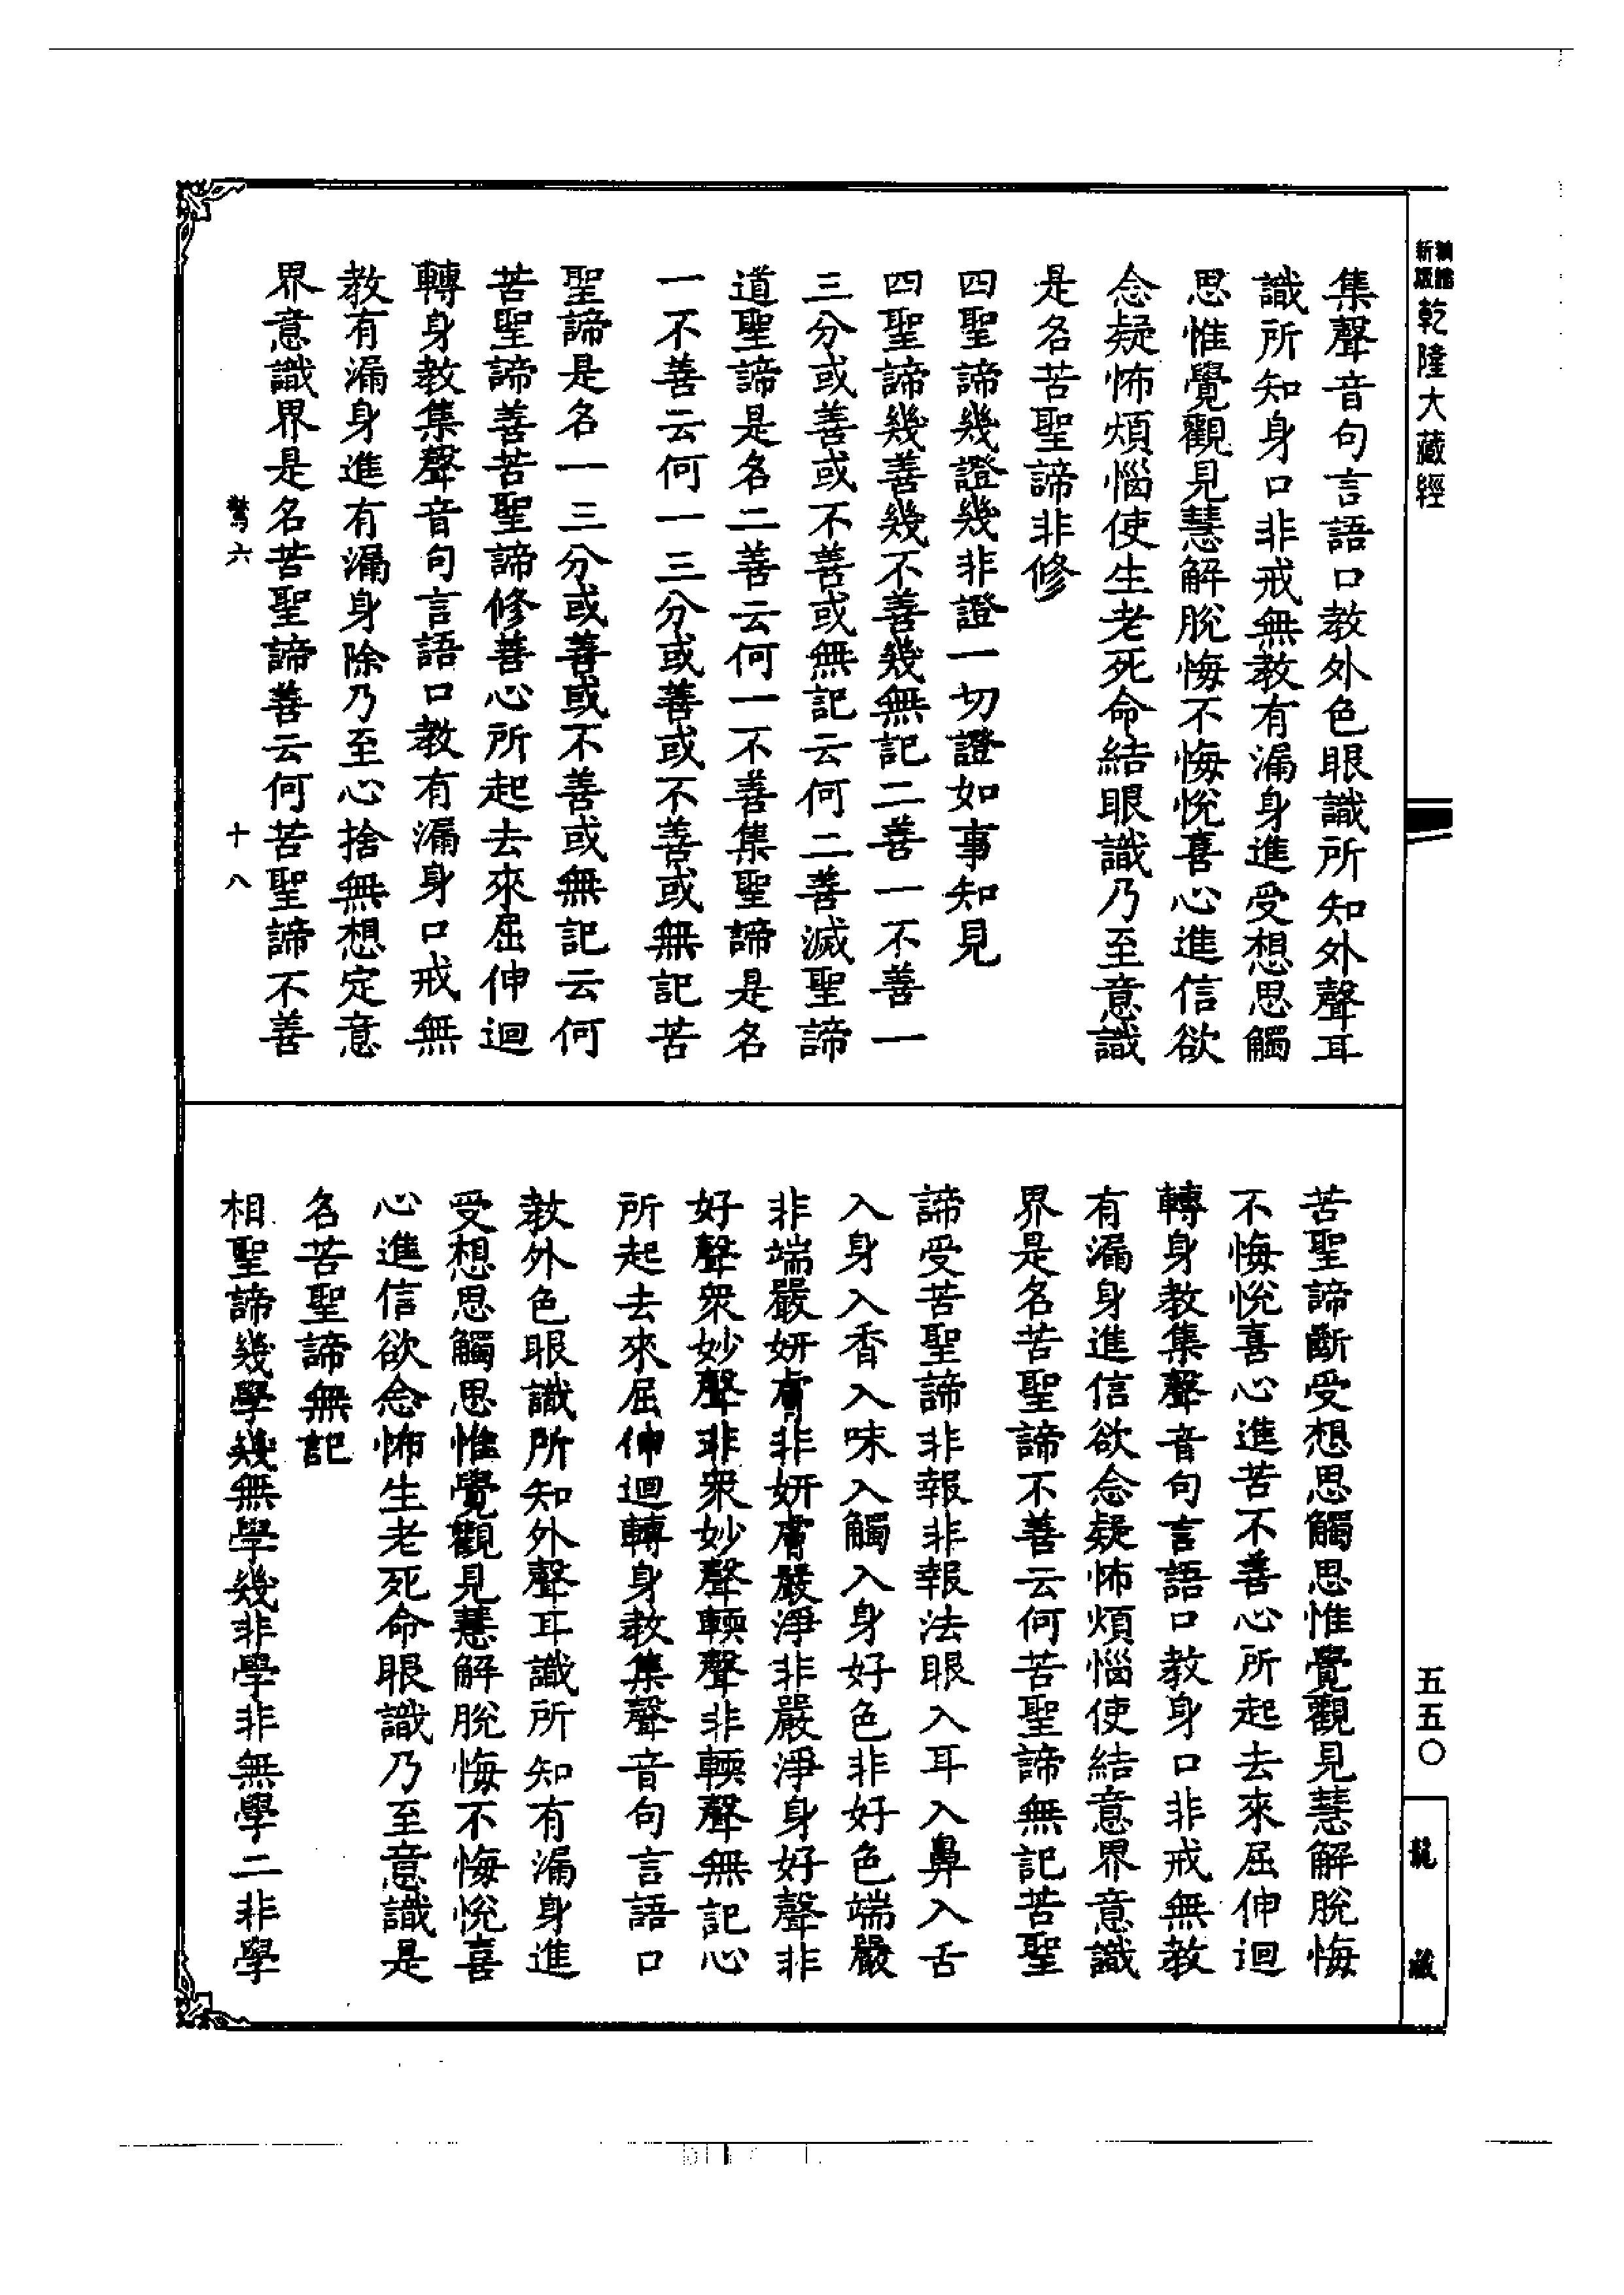 新版精縮乾隆大藏經
集聲音句言語口教外色眼識所知外聲耳
識所知身口非戒無教有漏身進受想思觸
思惟覺觀見慧解脫悔不悔悅喜心進信欲
念疑怖煩惱使生老死命結眼識乃至意識
是名苦聖諦非修
四聖諦幾證幾非證一切證如事知見
四聖諦幾善幾不善幾無記二善一不善一
三分或善或不善或無記云何二善滅聖諦
道聖諦是名二善云何一不善集聖諦是名
一不善云何一三分或善或不善或無記苦
聖諦是名一三分或善或不善或無記云何
苦聖諦善苦聖諦修善心所起去來屈伸迴
轉身教集聲音句言語口教有漏身口戒無
教有漏身進有漏身除乃至心捨無想定意
界意識界是名苦聖諦善云何苦聖諦不善
六 十八
苦聖諦斷受想思觸思惟覺觀見慧解脫悔
不悔悅喜心進苦不善心所起去來屈伸迴
轉身教集聲音句言語口教身口非戒無教
有漏身進信欲念疑怖煩惱使結意界意識
界是名苦聖諦不善云何苦聖諦無記苦聖
諦受苦聖諦非報非報法眼入耳入鼻入舌
入身入香入味入觸入身好色非好色端嚴
非端嚴妍膚非妍膚嚴淨非嚴淨身好聲非
好聲衆妙聲非衆妙聲輭聲非輭聲無記心
所起去來屈伸迴轉身教集聲音句言語口
教外色眼識所知外聲耳識所知有漏身進
受想思觸思惟覺觀見慧解脫悔不悔悅喜
心進信欲念怖生老死命眼識乃至意識是
名苦聖諦無記
相聖諦幾學幾無學幾非學非無學二非學
五五〇
龍藏